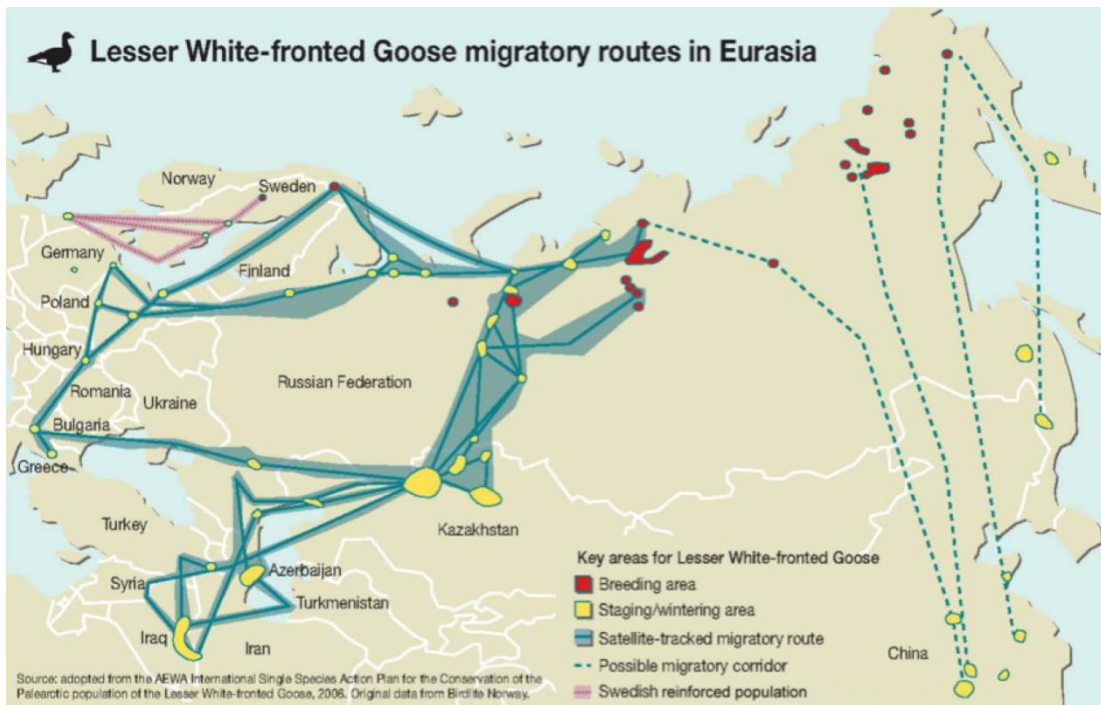 Lesser White-fronted Goose migratory routes in Eurasia
Norway
Sweden
Germany
Finland
Poland
Hungary
Russian Federation
Romania
Ukraine
Bulgaria
Greece
Turkey
Kazakhstan
Azerbaijan
Syria
Turkmenistan
Iraq
Iran
China
Key areas for Lesser White-fronted Goose
Breeding area
Staging/wintering area
Satellite-tracked migratory route
Possible migratory corridor
Swedish reinforced population
Source: adopted from the AEWA International Single Species Action Plan for the Conservation of the
Palearctic population of the Lesser White-fronted Goose, 2006. Original data from Birdlife Norway.